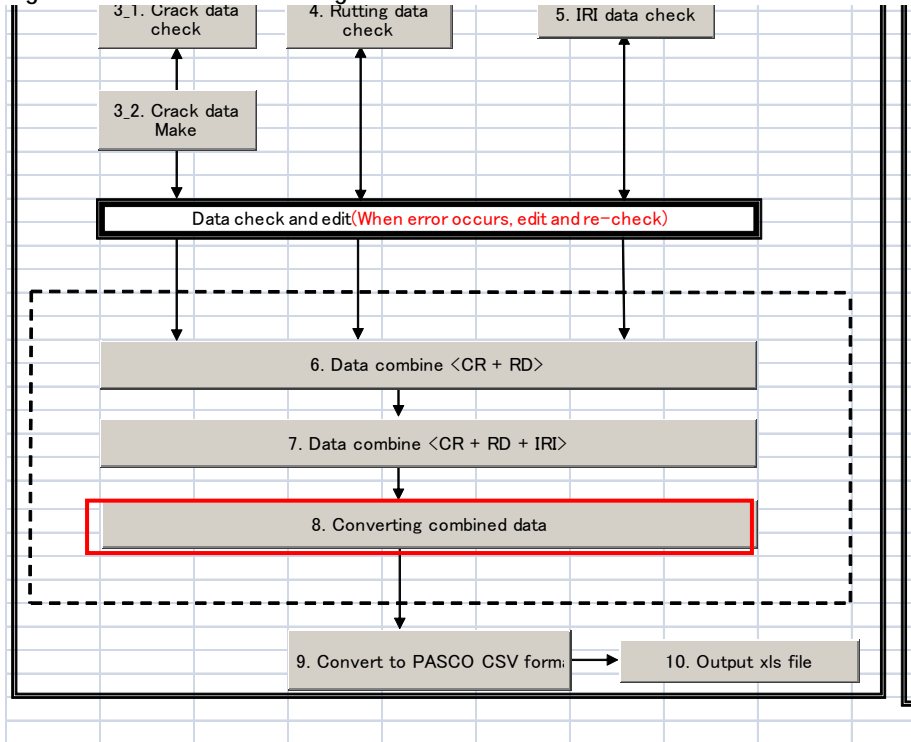 3_1. Crack data
check
4. Rutting data
check
5. IRI data check
3_2. Crack data
Make
Data check and edit(When error occurs, edit and re-check)
6. Data combine <CR + RD>
7. Data combine <CR + RD + IRI>
8. Converting combined data
9. Convert to PASCO CSV form
10. Output xls file